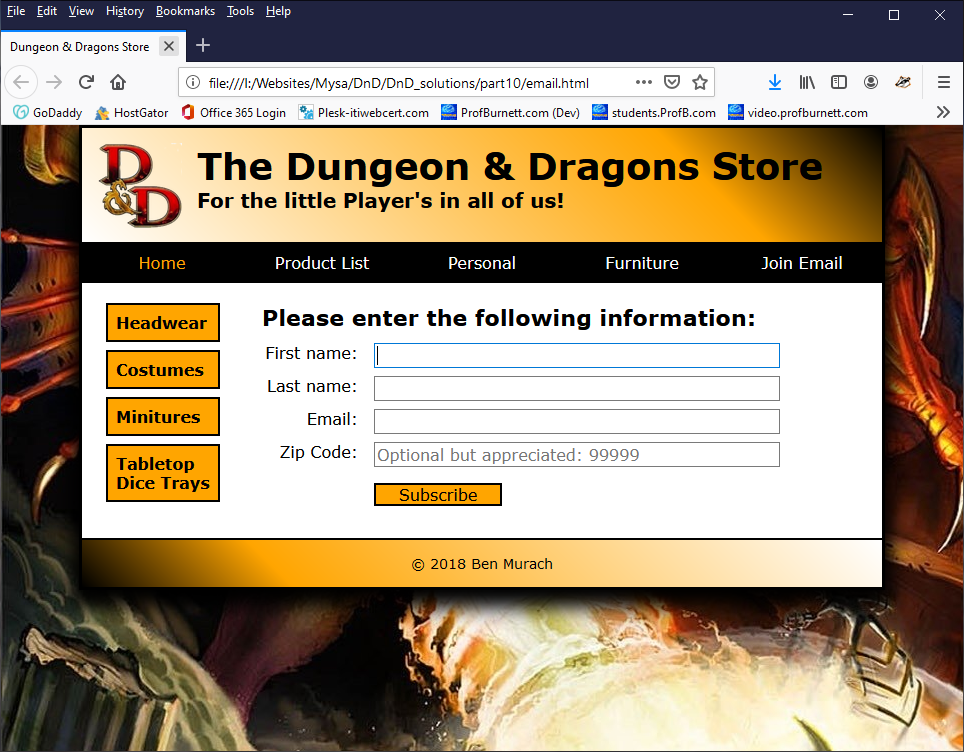 File Edit View History Bookmarks Tools Help
Dungeon & Dragons Store
file:///I:/Websites/Mysa/DnD/DnD_solutions/part10/email.html
GoDaddy HostGator Office 365 Login Plesk-itiwebcert.com ProfBurnett.com (Dev) students.ProfB.com video.profburnett.com
D&D
The Dungeon & Dragons Store
For the little Player's in all of us!
Home Product List Personal Furniture Join Email
Headwear
Costumes
Minitures
Tabletop
Dice Trays
Please enter the following information:
First name:
Last name:
Email:
Zip Code: Optional but appreciated: 99999
Subscribe
© 2018 Ben Murach